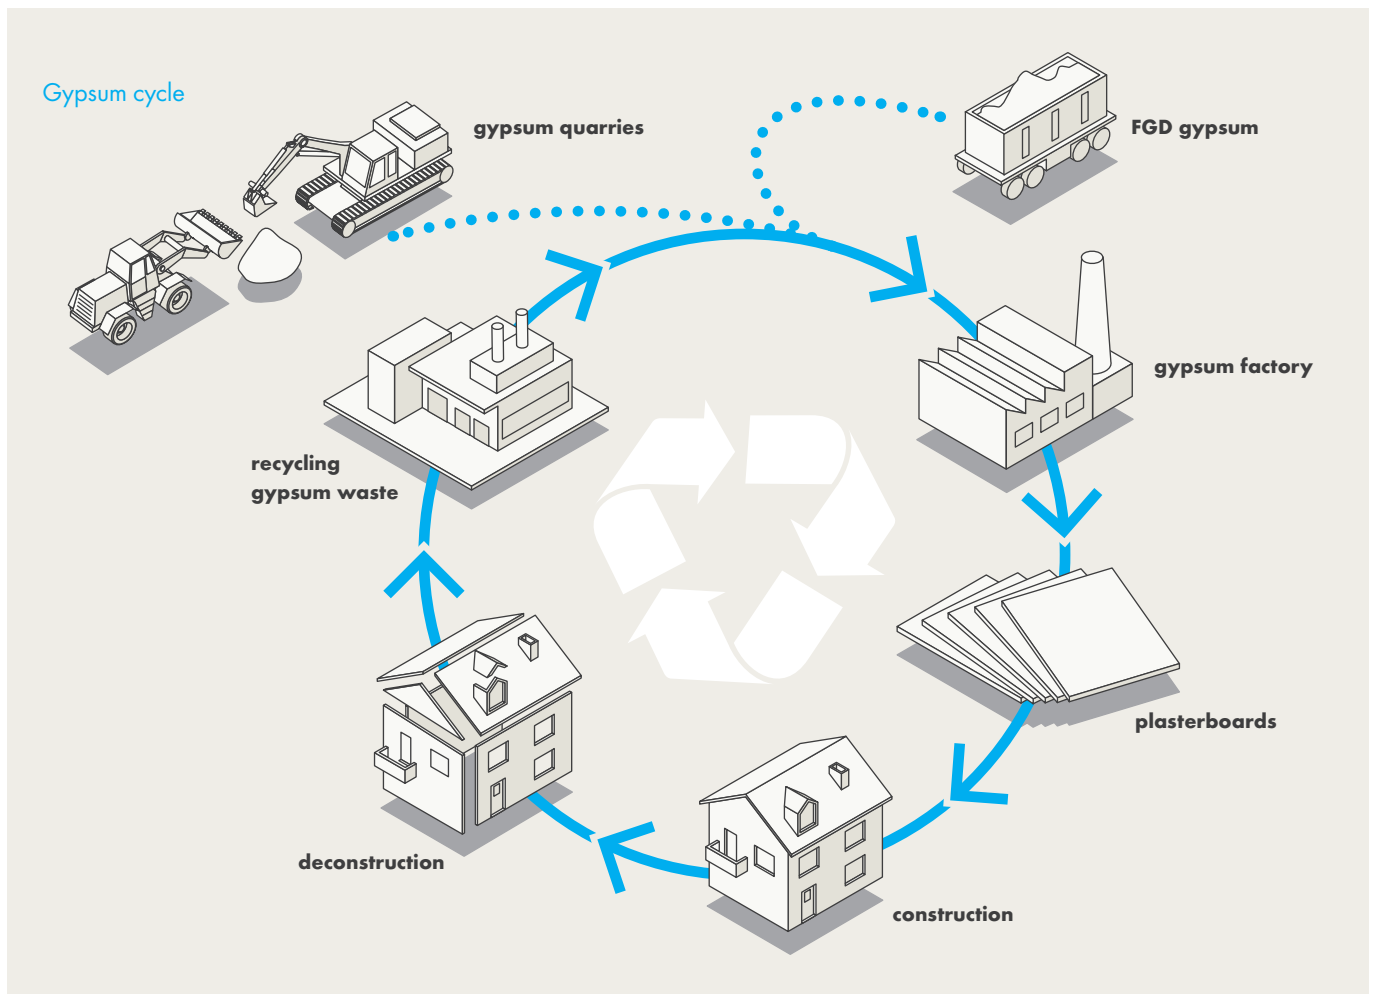 Gypsum cycle
gypsum quarries
FGD gypsum
gypsum factory
recycling
gypsum waste
plasterboards
deconstruction
construction